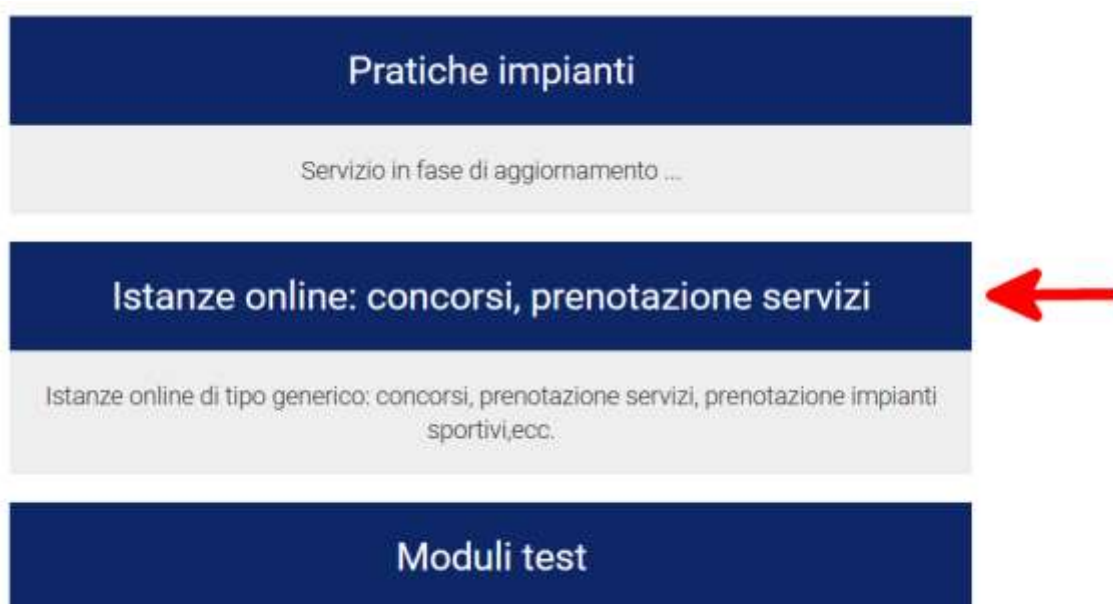 Pratiche impianti
Servizio in fase di aggiornamento ...
Istanze online: concorsi, prenotazione servizi
Istanze online di tipo generico: concorsi, prenotazione servizi, prenotazione impianti
sportivi,ecc.
Moduli test